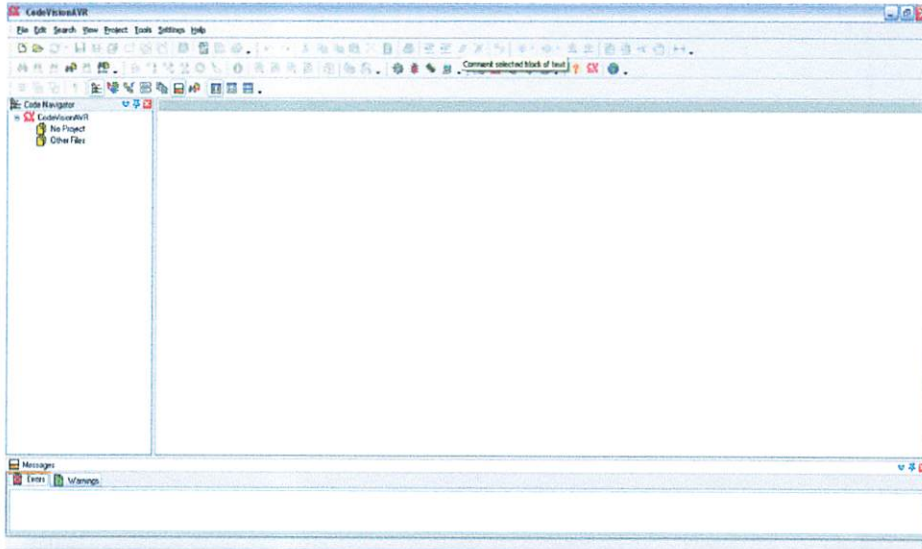 CodeVisionAVR
File Edit Search View Project Tools Settings Help
Comment selected block of text
Code Navigator
CodeVisionAVR
No Project
Other Files
Messages
Errors Warnings